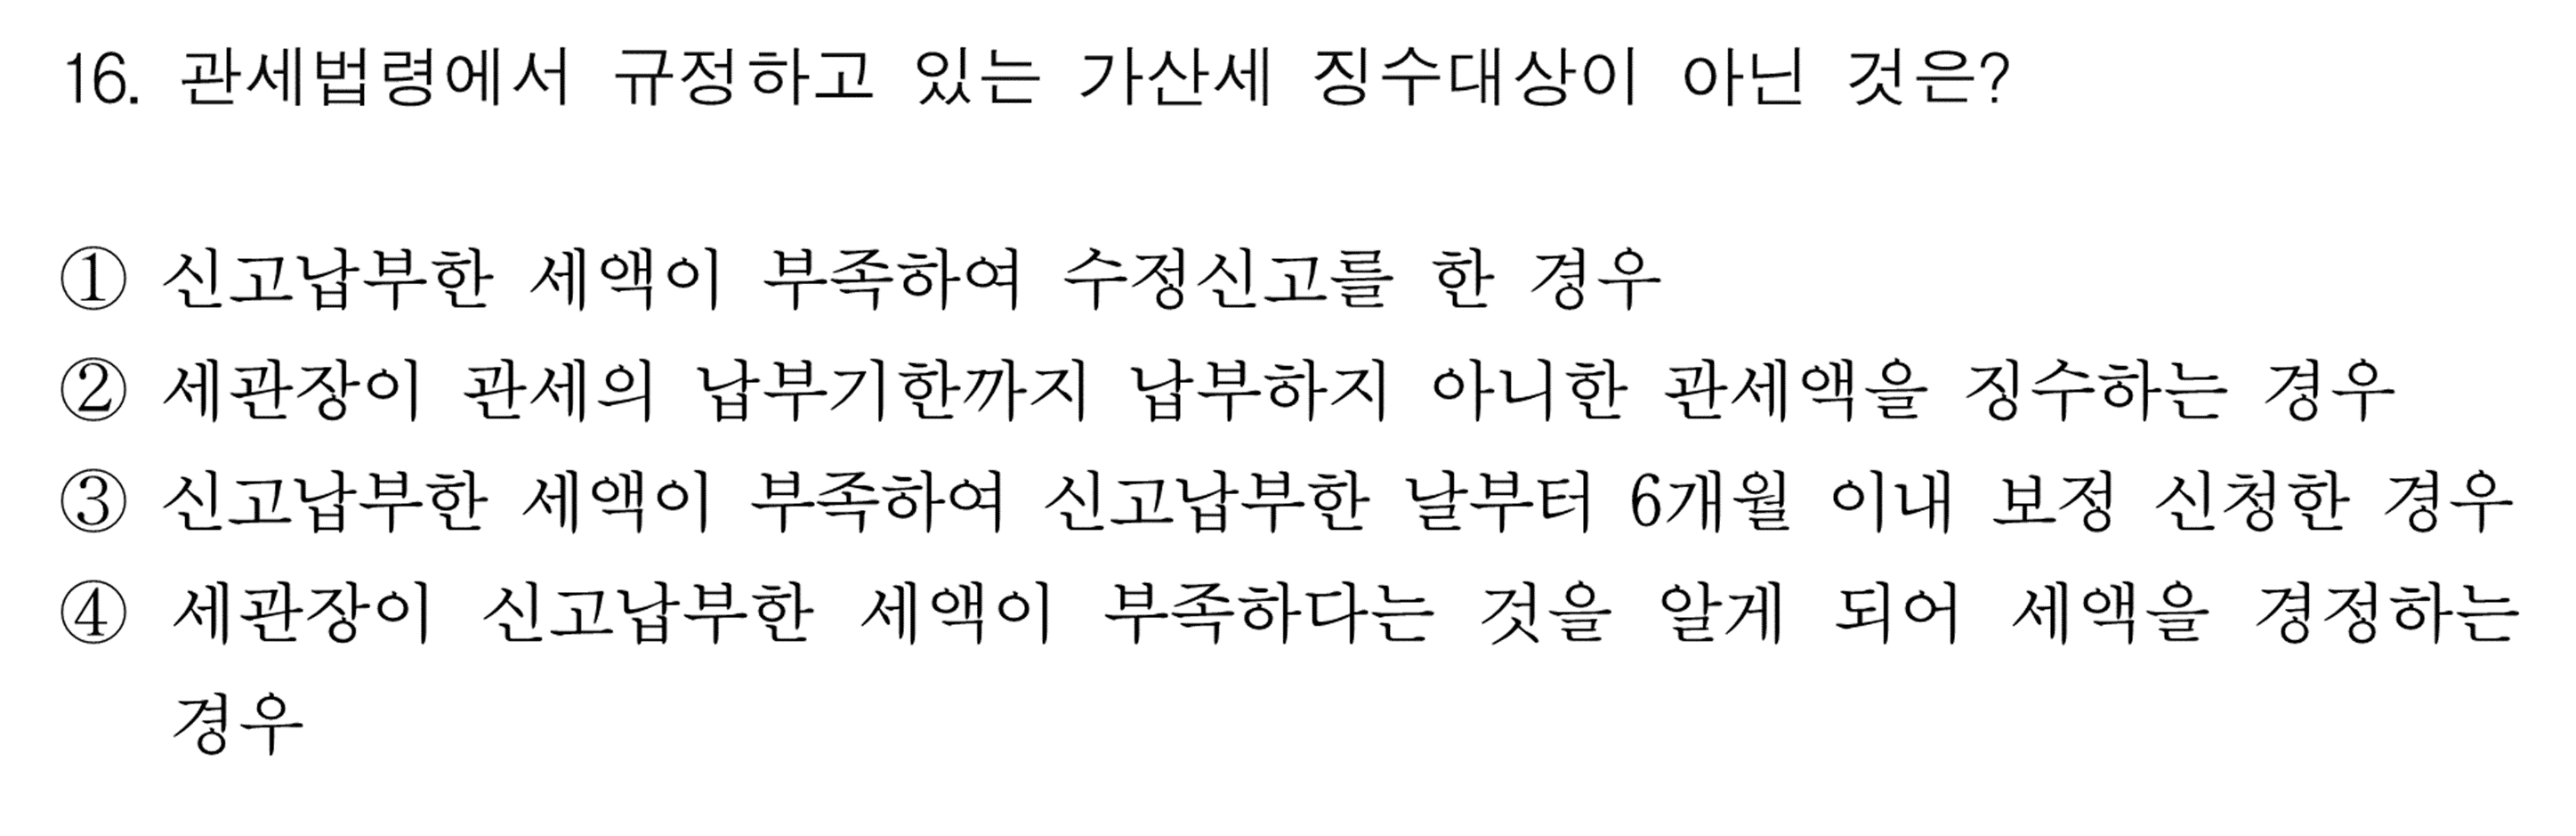 16. 관세법령에서 규정하고 있는 가산세 징수대상이 아닌 것은?
① 신고납부한 세액이 부족하여 수정신고를 한 경우
② 세관장이 관세의 납부기한까지 납부하지 아니한 관세액을 징수하는 경우
③ 신고납부한 세액이 부족하여 신고납부한 날부터 6개월 이내 보정 신청한 경우
④ 세관장이 신고납부한 세액이 부족하다는 것을 알게 되어 세액을 경정하는
경우